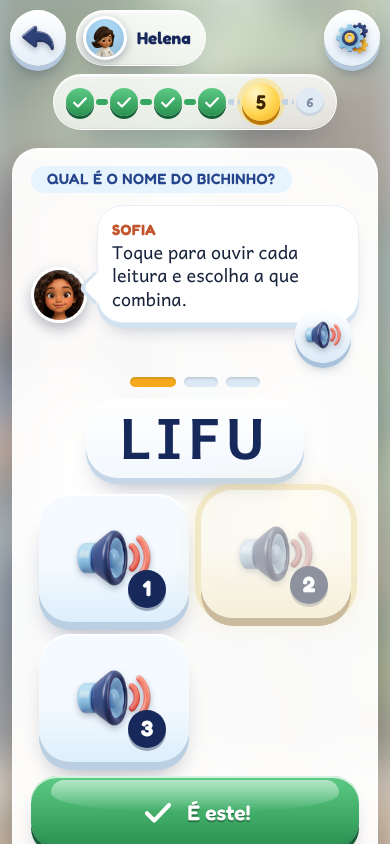 Helena
5
6
QUAL É O NOME DO BICHINHO?
SOFIA
Toque para ouvir cada
leitura e escolha a que
combina.
LIFU
1
2
3
É este!